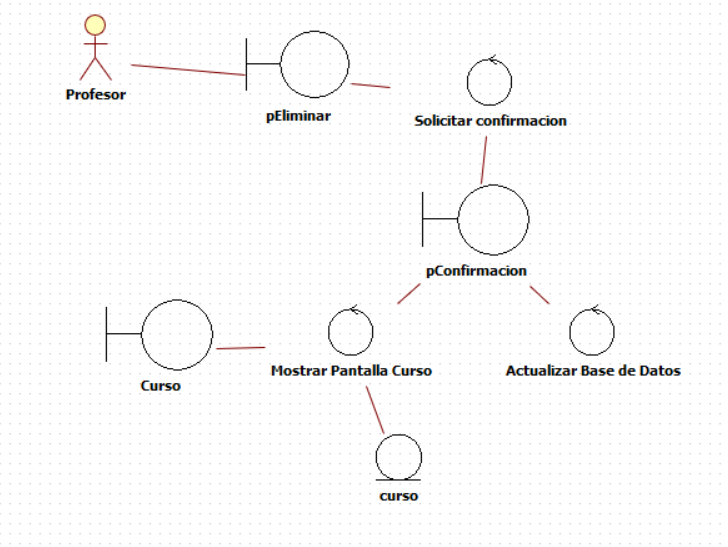 Profesor
pEliminar
Solicitar confirmacion
pConfirmacion
Curso
Mostrar Pantalla Curso
Actualizar Base de Datos
curso